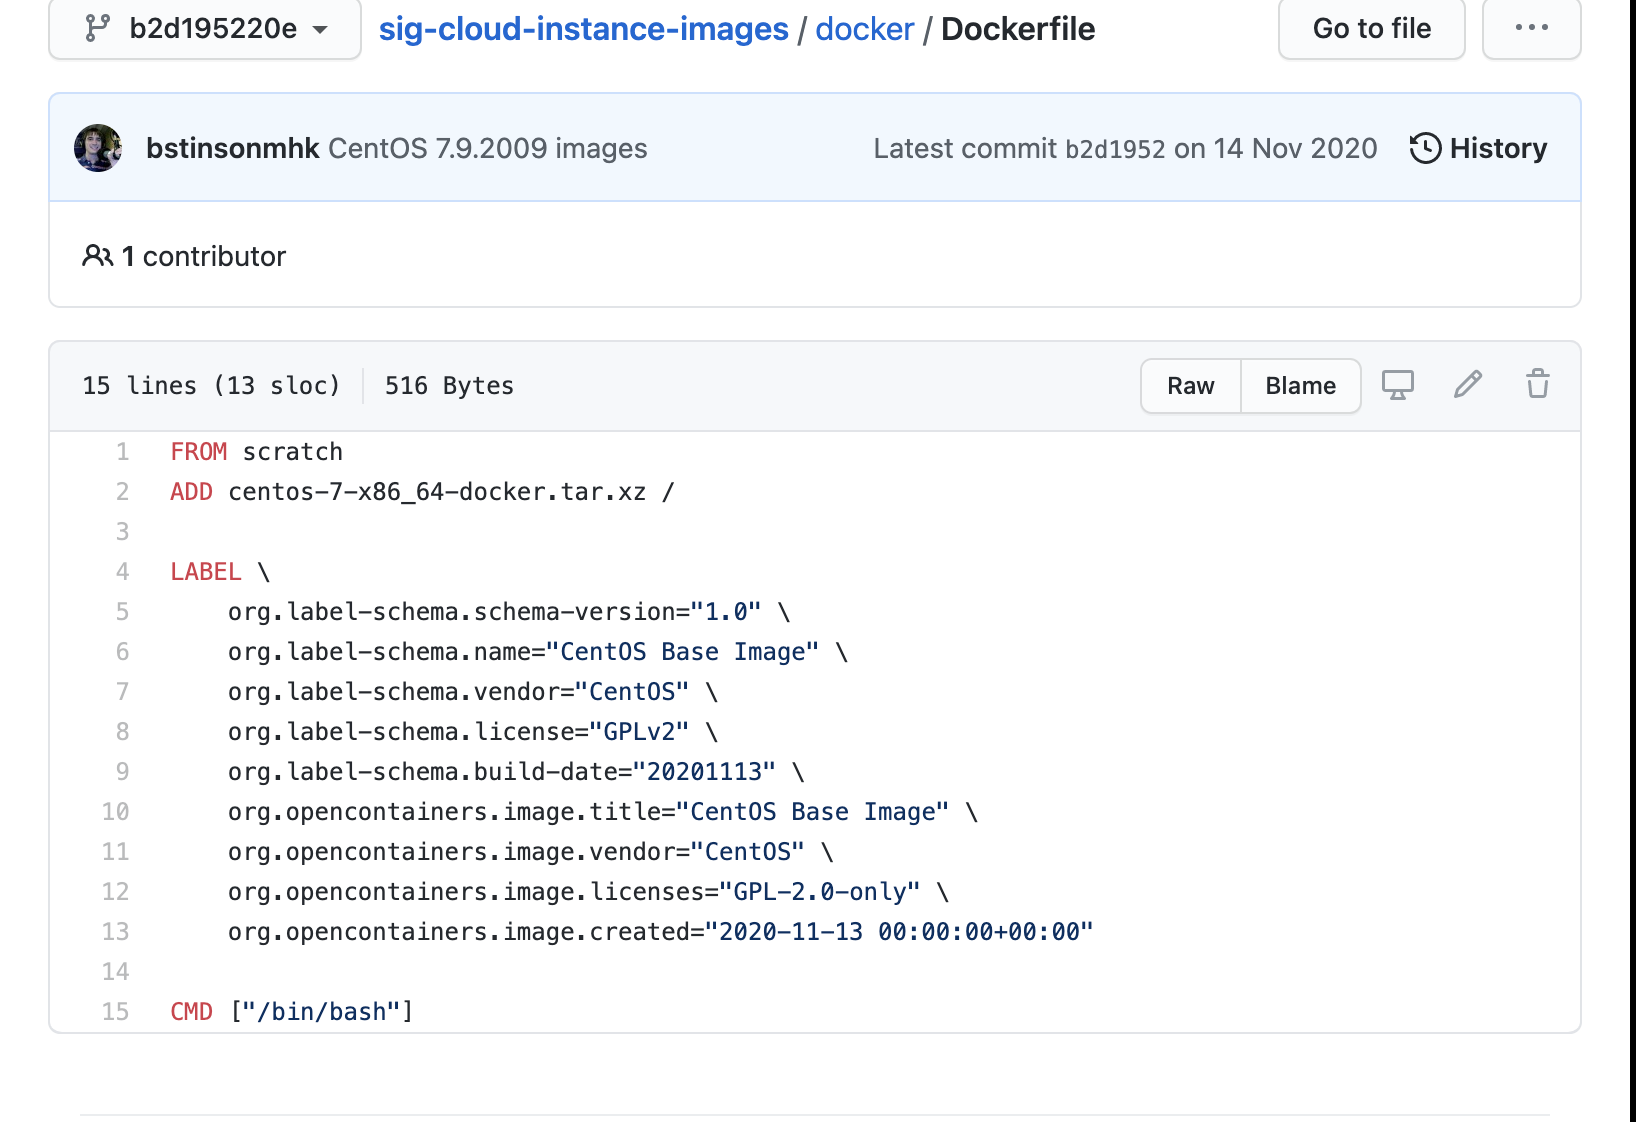 b2d195220e sig-cloud-instance-images / docker / Dockerfile Go to file ...
bstinsonmhk CentOS 7.9.2009 images Latest commit b2d1952 on 14 Nov 2020 History
1 contributor
15 lines (13 sloc) 516 Bytes Raw Blame
1 FROM scratch
2 ADD centos-7-x86_64-docker.tar.xz /
3
4 LABEL \
5     org.label-schema.schema-version="1.0" \
6     org.label-schema.name="CentOS Base Image" \
7     org.label-schema.vendor="CentOS" \
8     org.label-schema.license="GPLv2" \
9     org.label-schema.build-date="20201113" \
10     org.opencontainers.image.title="CentOS Base Image" \
11     org.opencontainers.image.vendor="CentOS" \
12     org.opencontainers.image.licenses="GPL-2.0-only" \
13     org.opencontainers.image.created="2020-11-13 00:00:00+00:00"
14
15 CMD ["/bin/bash"]